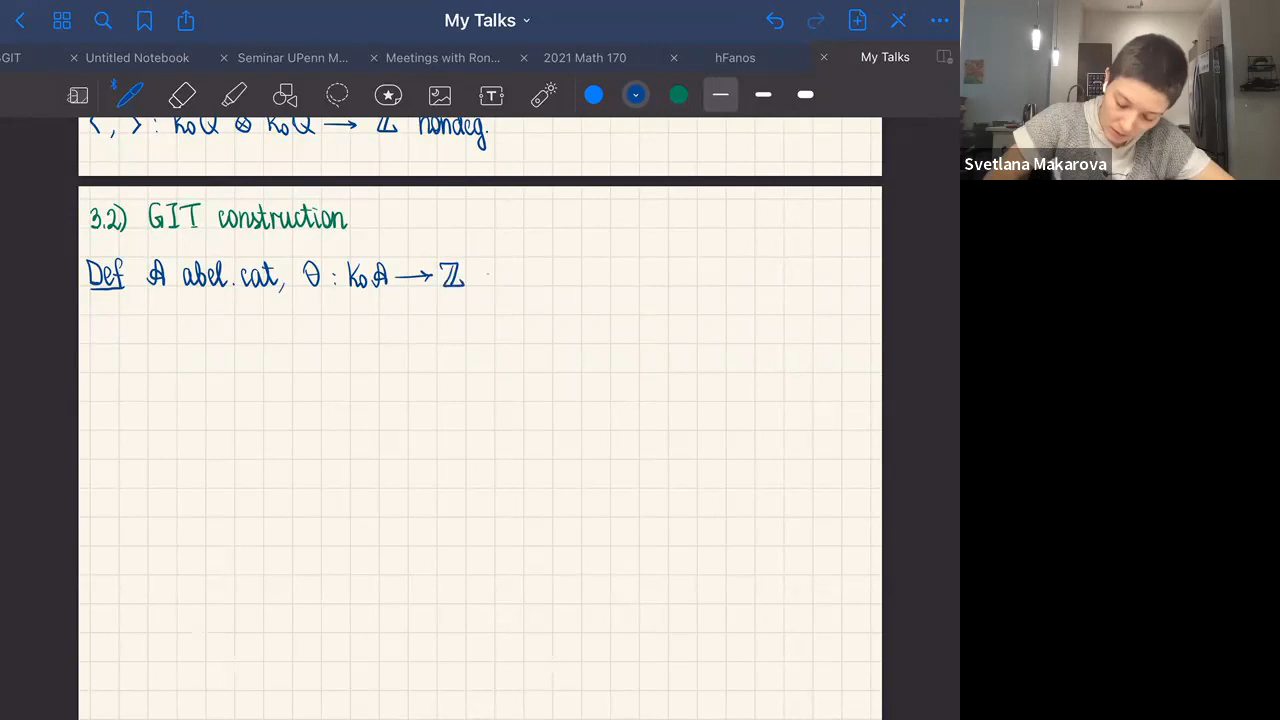 My Talks
GIT
Untitled Notebook
Seminar UPenn M...
Meetings with Ron...
2021 Math 170
hFanos
My Talks
T
Svetlana Makarova
< , > : K₀Q ⊗ K₀Q ⟶ ℤ nondeg.
3.2) GIT construction
Def 𝔸 abel. cat, θ : K₀𝔸 ⟶ ℤ